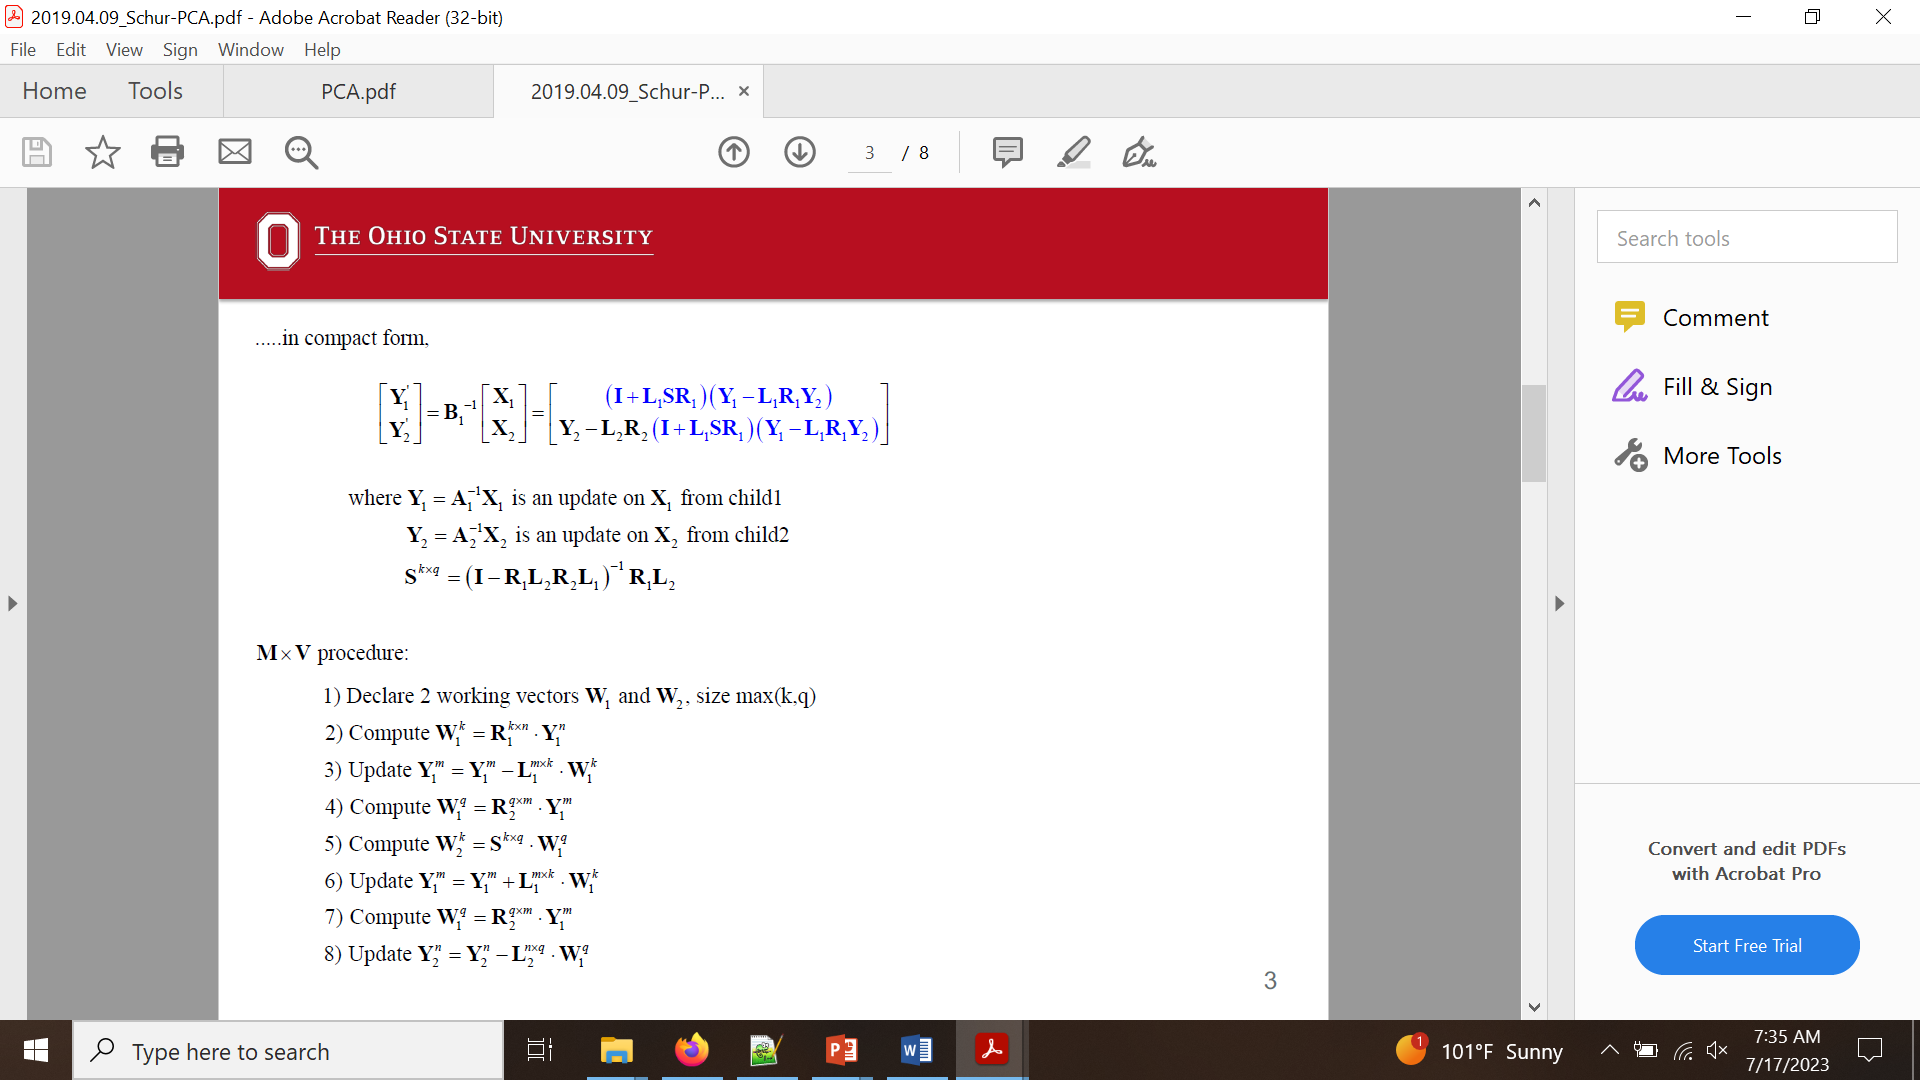 2019.04.09_Schur-PCA.pdf - Adobe Acrobat Reader (32-bit)
File Edit View Sign Window Help
Home Tools PCA.pdf 2019.04.09_Schur-P... ×
3 / 8
THE OHIO STATE UNIVERSITY
.....in compact form,
[Y₁' ; Y₂'] = B₁⁻¹ [X₁ ; X₂] = [(I + L₁SR₁)(Y₁ − L₁R₁Y₂) ; Y₂ − L₂R₂(I + L₁SR₁)(Y₁ − L₁R₁Y₂)]
where Y₁ = A₁⁻¹X₁ is an update on X₁ from child1
Y₂ = A₂⁻¹X₂ is an update on X₂ from child2
S^{k×q} = (I − R₁L₂R₂L₁)⁻¹ R₁L₂
M × V procedure:
1) Declare 2 working vectors W₁ and W₂, size max(k,q)
2) Compute W₁^k = R₁^{k×n} · Y₁^n
3) Update Y₁^m = Y₁^m − L₁^{m×k} · W₁^k
4) Compute W₁^q = R₂^{q×m} · Y₁^m
5) Compute W₂^k = S^{k×q} · W₁^q
6) Update Y₁^m = Y₁^m + L₁^{m×k} · W₁^k
7) Compute W₁^q = R₂^{q×m} · Y₁^m
8) Update Y₂^n = Y₂^n − L₂^{n×q} · W₁^q
3
Search tools
Comment
Fill & Sign
More Tools
Convert and edit PDFs
with Acrobat Pro
Start Free Trial
Type here to search
1
101°F Sunny
7:35 AM
7/17/2023